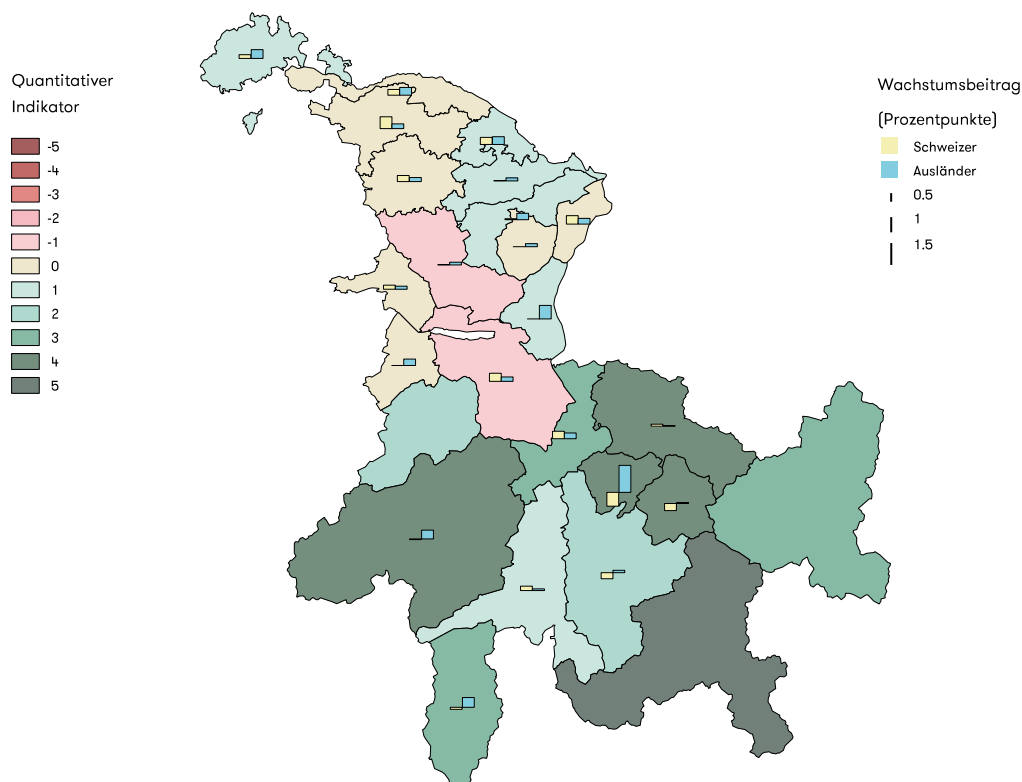 Quantitativer
Indikator
-5
-4
-3
-2
-1
0
1
2
3
4
5
Wachstumsbeitrag
(Prozentpunkte)
Schweizer
Ausländer
0.5
1
1.5